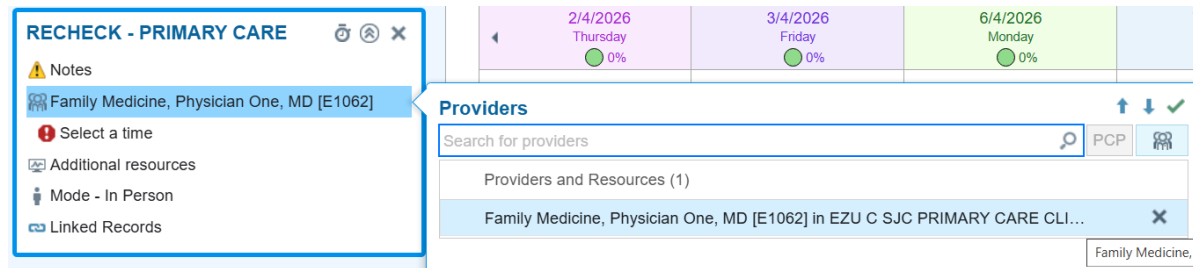 RECHECK - PRIMARY CARE
Notes
Family Medicine, Physician One, MD [E1062]
Select a time
Additional resources
Mode - In Person
Linked Records
2/4/2026 3/4/2026 6/4/2026
Thursday Friday Monday
0% 0% 0%
Providers
Search for providers PCP
Providers and Resources (1)
Family Medicine, Physician One, MD [E1062] in EZU C SJC PRIMARY CARE CLI...
Family Medicine,